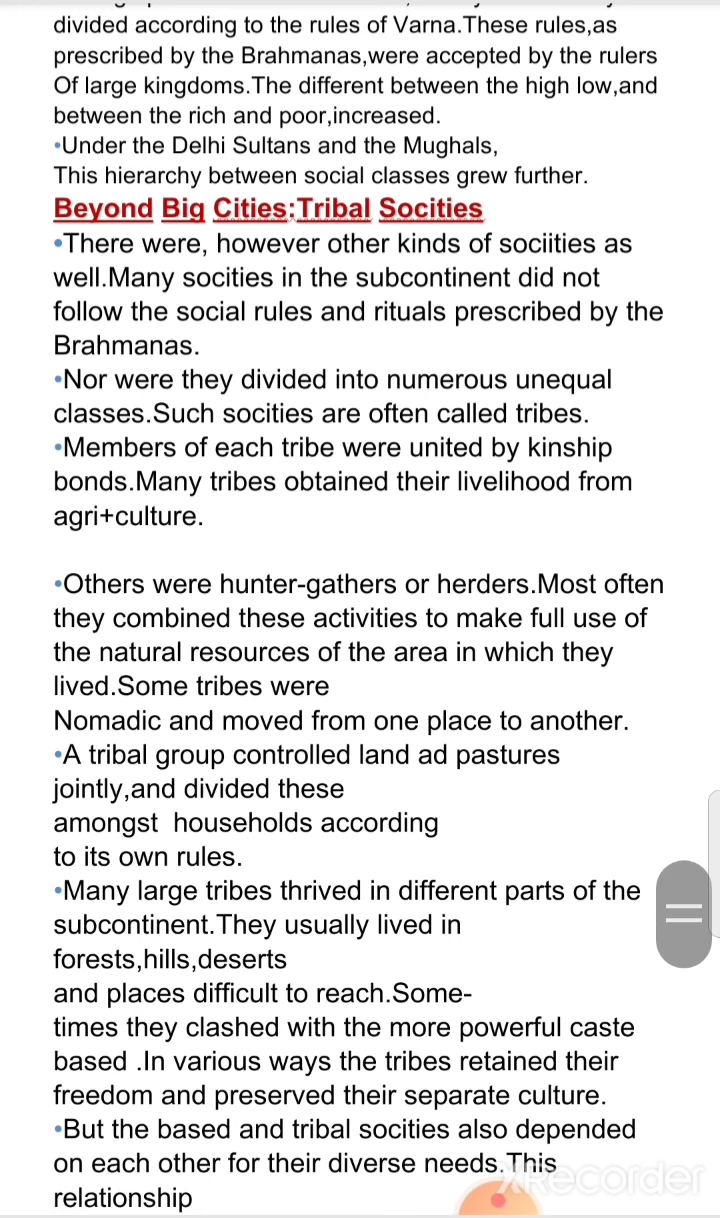 divided according to the rules of Varna.These rules,as
prescribed by the Brahmanas,were accepted by the rulers
Of large kingdoms.The different between the high low,and
between the rich and poor,increased.
•Under the Delhi Sultans and the Mughals,
This hierarchy between social classes grew further.
Beyond Big Cities:Tribal Socities
•There were, however other kinds of sociities as
well.Many socities in the subcontinent did not
follow the social rules and rituals prescribed by the
Brahmanas.
•Nor were they divided into numerous unequal
classes.Such socities are often called tribes.
•Members of each tribe were united by kinship
bonds.Many tribes obtained their livelihood from
agri+culture.
•Others were hunter-gathers or herders.Most often
they combined these activities to make full use of
the natural resources of the area in which they
lived.Some tribes were
Nomadic and moved from one place to another.
•A tribal group controlled land ad pastures
jointly,and divided these
amongst  households according
to its own rules.
•Many large tribes thrived in different parts of the
subcontinent.They usually lived in
forests,hills,deserts
and places difficult to reach.Some-
times they clashed with the more powerful caste
based .In various ways the tribes retained their
freedom and preserved their separate culture.
•But the based and tribal socities also depended
on each other for their diverse needs.This
relationship
XRecorder